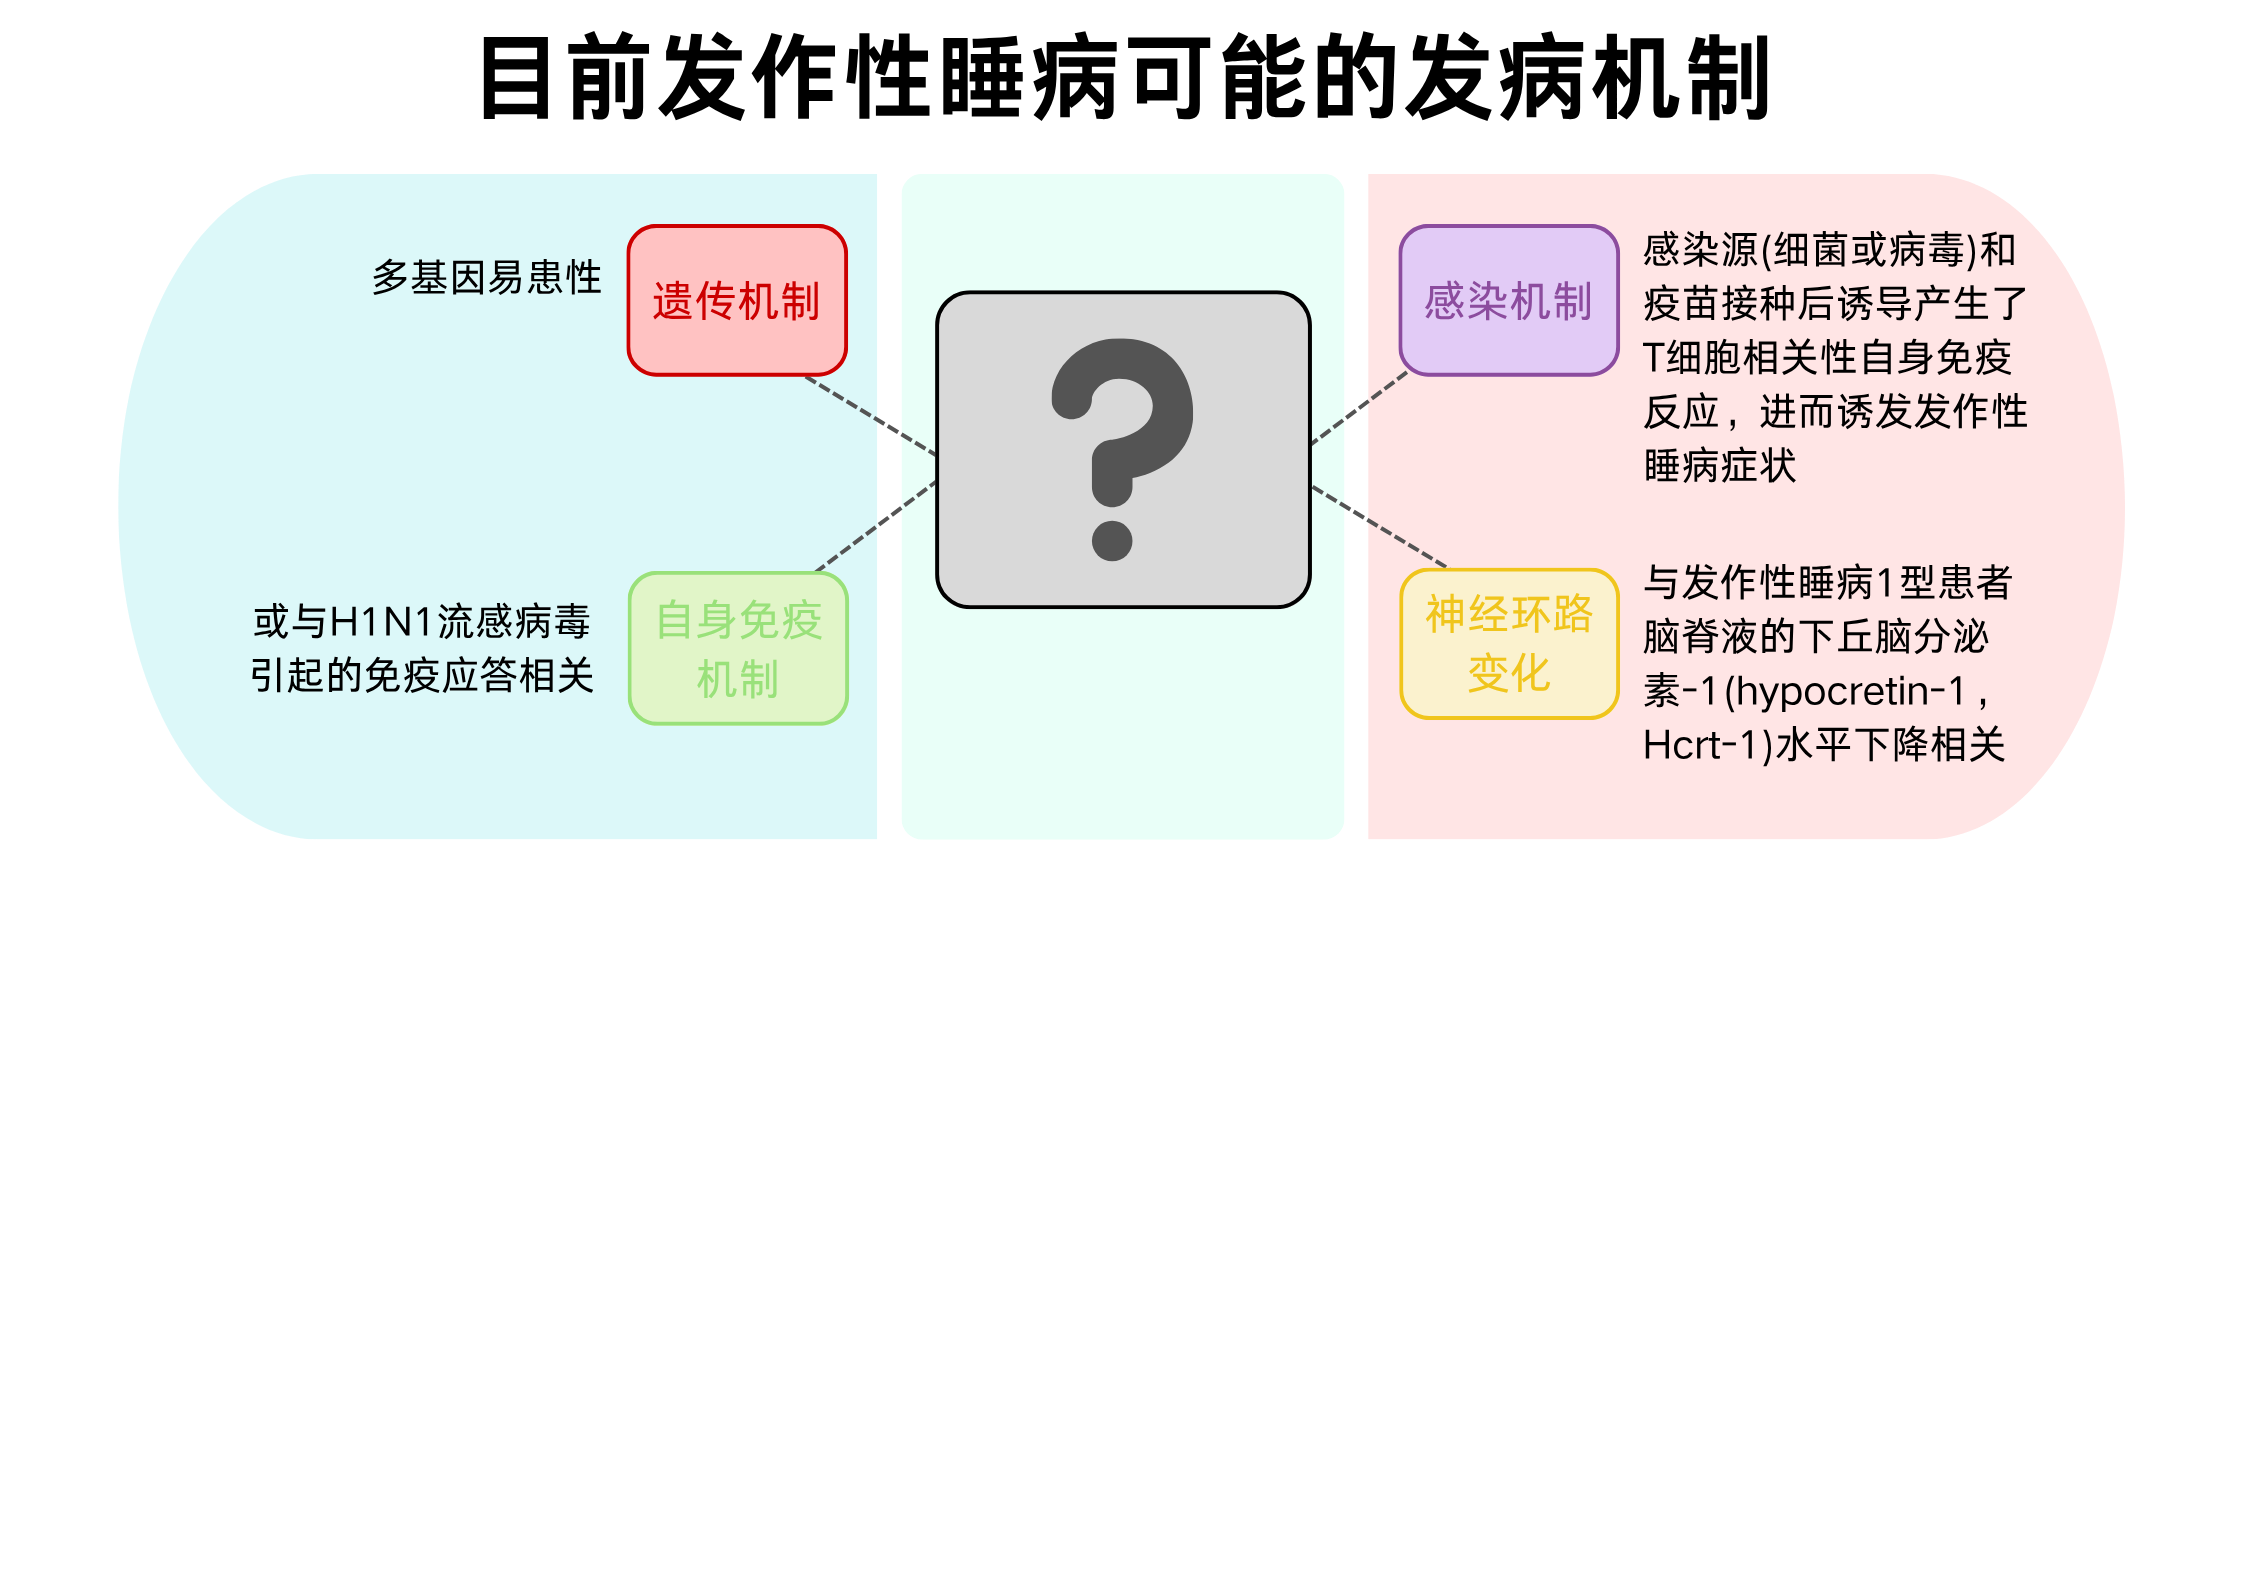 目前发作性睡病可能的发病机制
多基因易患性
遗传机制
或与H1N1流感病毒
引起的免疫应答相关
自身免疫
机制
?
感染机制
感染源(细菌或病毒)和
疫苗接种后诱导产生了
T细胞相关性自身免疫
反应，进而诱发发作性
睡病症状
神经环路
变化
与发作性睡病1型患者
脑脊液的下丘脑分泌
素-1(hypocretin-1，
Hcrt-1)水平下降相关